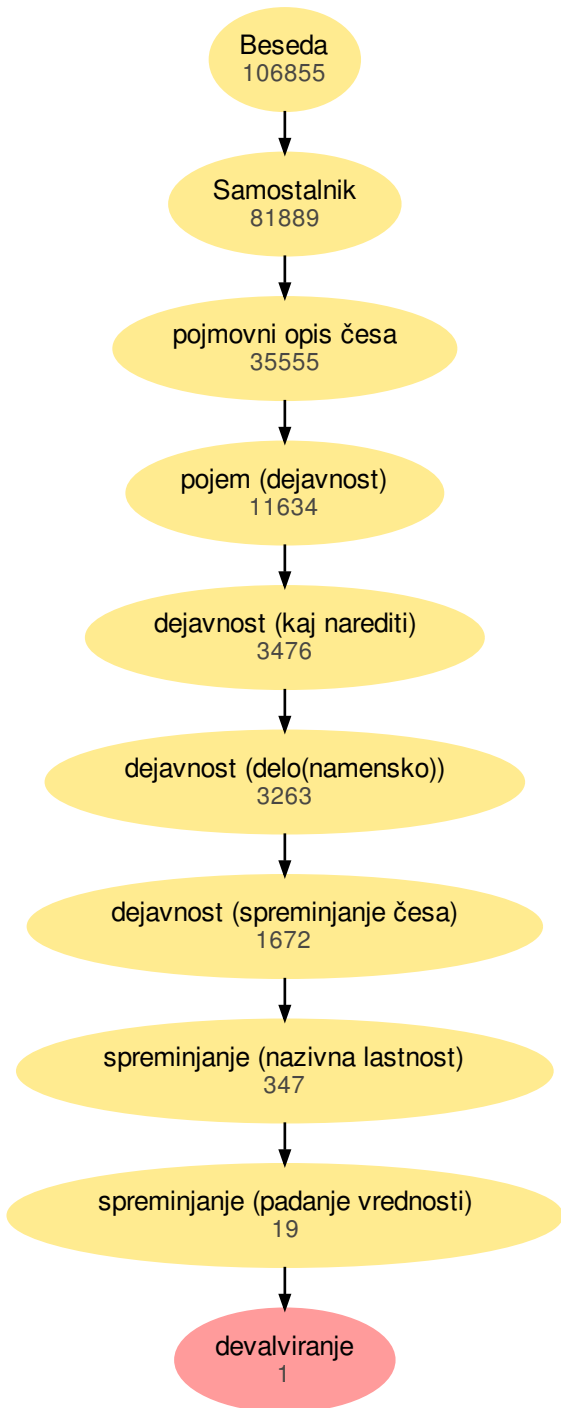 Beseda
106855
Samostalnik
81889
pojmovni opis česa
35555
pojem (dejavnost)
11634
dejavnost (kaj narediti)
3476
dejavnost (delo(namensko))
3263
dejavnost (spreminjanje česa)
1672
spreminjanje (nazivna lastnost)
347
spreminjanje (padanje vrednosti)
19
devalviranje
1